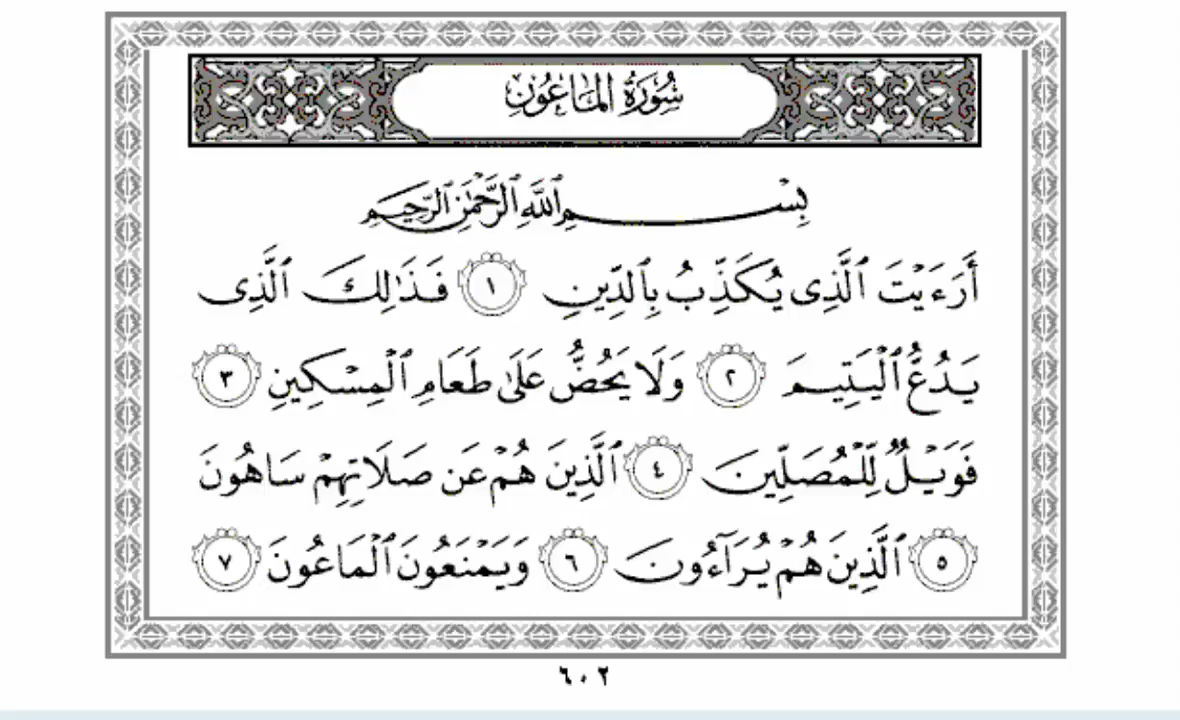 سُورَةُ المَاعُونِ
بِسْمِ ٱللَّهِ ٱلرَّحْمَٰنِ ٱلرَّحِيمِ
أَرَءَيْتَ ٱلَّذِى يُكَذِّبُ بِٱلدِّينِ ١ فَذَٰلِكَ ٱلَّذِى
يَدُعُّ ٱلْيَتِيمَ ٢ وَلَا يَحُضُّ عَلَىٰ طَعَامِ ٱلْمِسْكِينِ ٣
فَوَيْلٌ لِّلْمُصَلِّينَ ٤ ٱلَّذِينَ هُمْ عَن صَلَاتِهِمْ سَاهُونَ
٥ ٱلَّذِينَ هُمْ يُرَآءُونَ ٦ وَيَمْنَعُونَ ٱلْمَاعُونَ ٧
٦٠٢